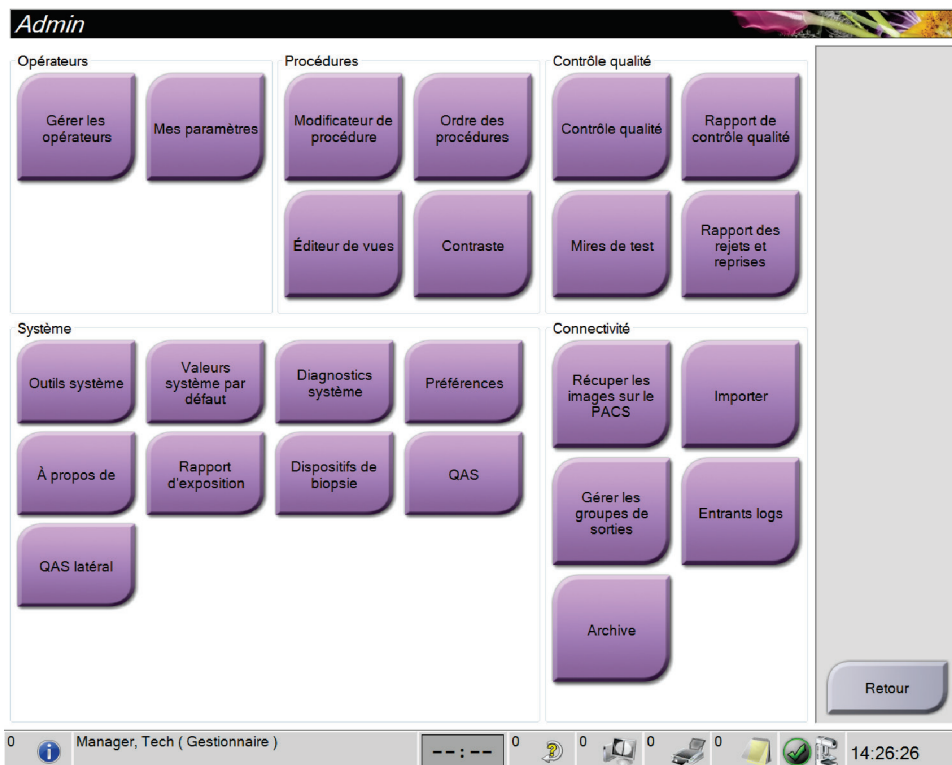 Admin
Opérateurs
Gérer les
opérateurs
Mes paramètres
Procédures
Modificateur de
procédure
Ordre des
procédures
Éditeur de vues
Contraste
Contrôle qualité
Contrôle qualité
Rapport de
contrôle qualité
Mires de test
Rapport des
rejets et
reprises
Système
Outils système
Valeurs
système par
défaut
Diagnostics
système
Préférences
À propos de
Rapport
d'exposition
Dispositifs de
biopsie
QAS
QAS latéral
Connectivité
Récuper les
images sur le
PACS
Importer
Gérer les
groupes de
sorties
Entrants logs
Archive
Retour
0 Manager, Tech ( Gestionnaire ) --:-- 0 0 0 0 14:26:26